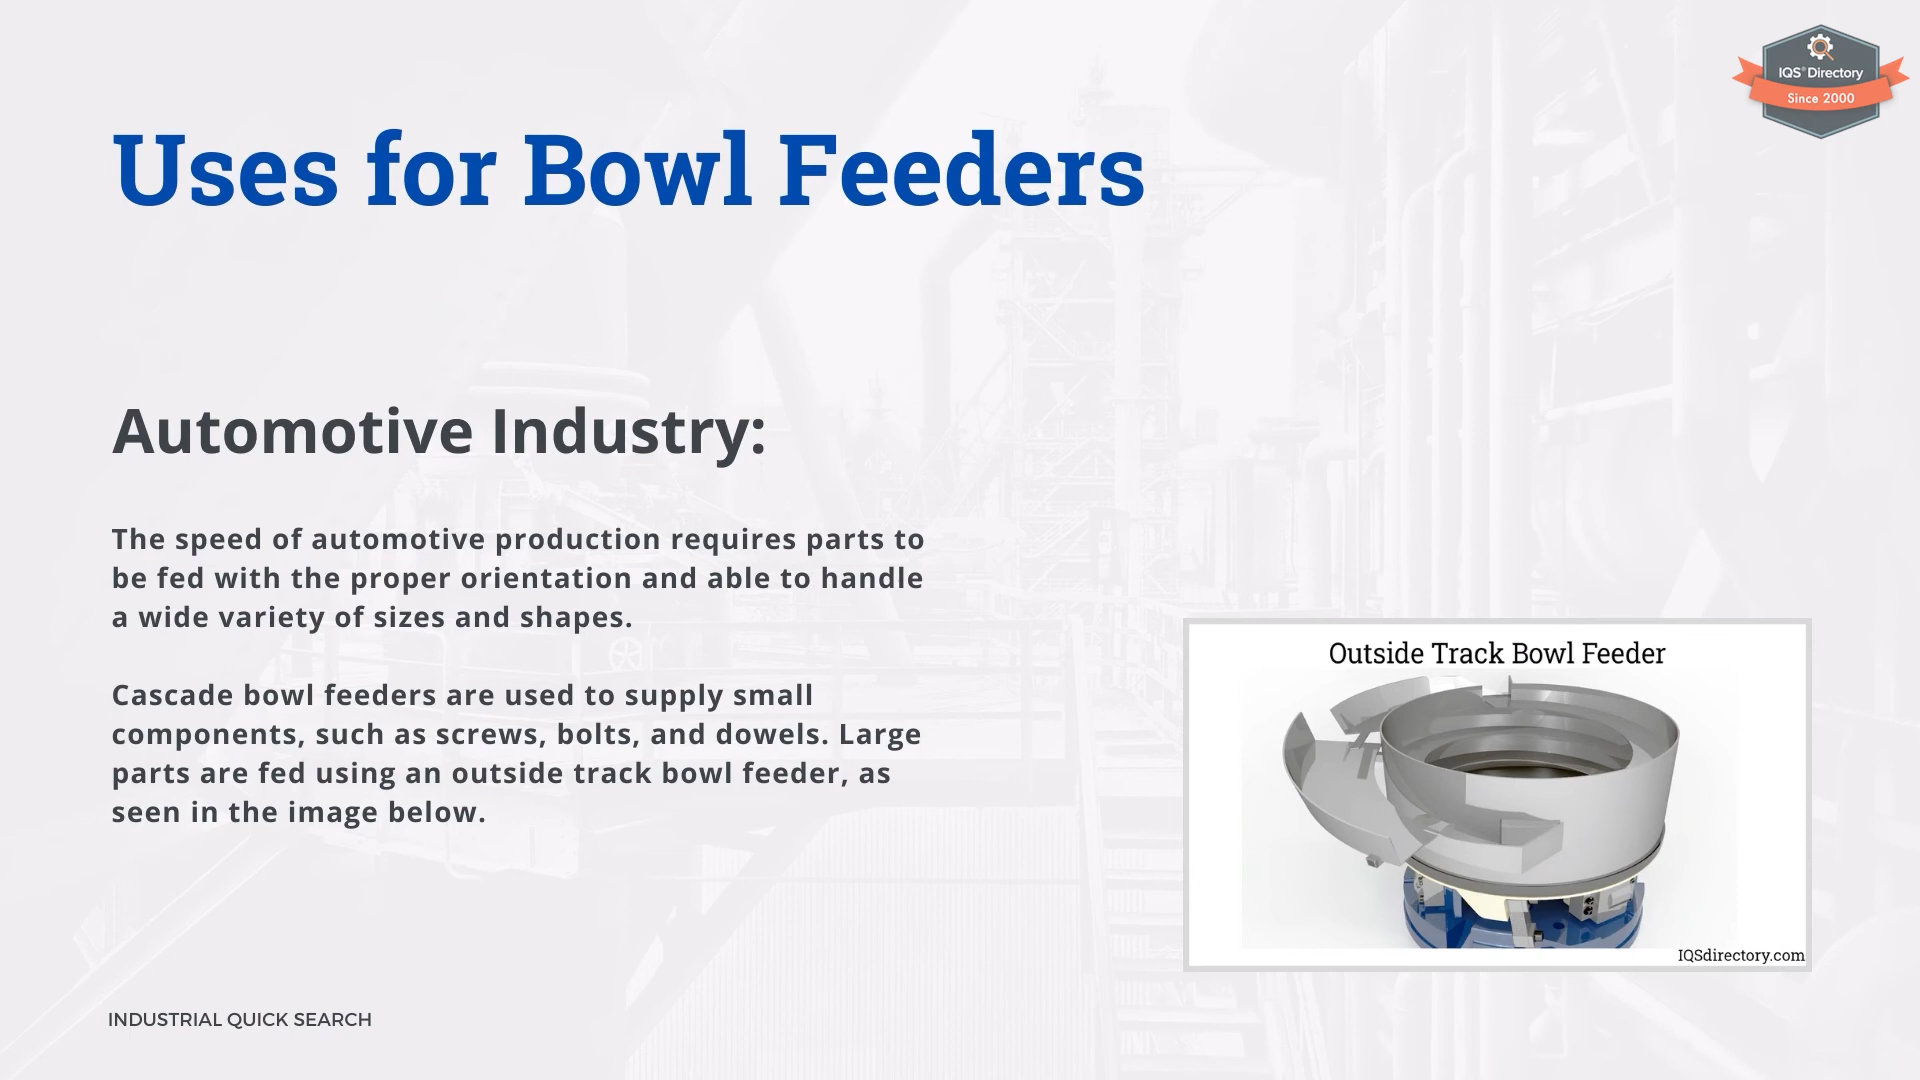 IQS® Directory
Since 2000
Uses for Bowl Feeders
Automotive Industry:
The speed of automotive production requires parts to
be fed with the proper orientation and able to handle
a wide variety of sizes and shapes.
Cascade bowl feeders are used to supply small
components, such as screws, bolts, and dowels. Large
parts are fed using an outside track bowl feeder, as
seen in the image below.
Outside Track Bowl Feeder
IQSdirectory.com
INDUSTRIAL QUICK SEARCH